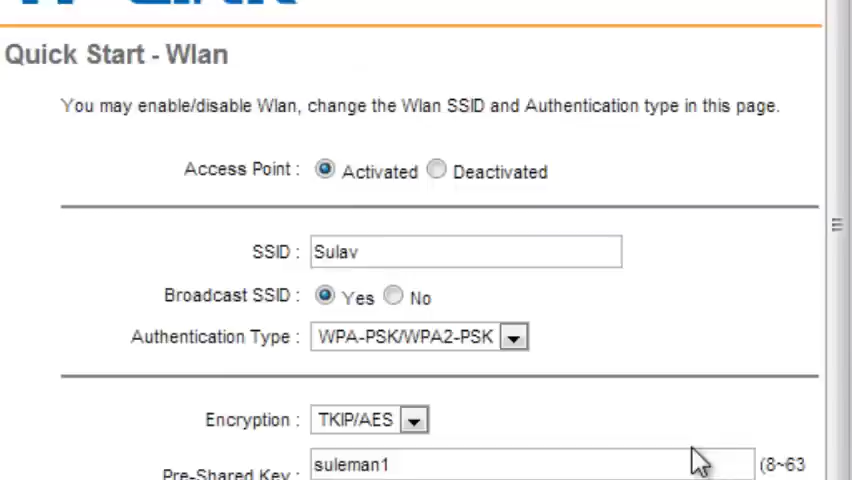 Quick Start - Wlan
You may enable/disable Wlan, change the Wlan SSID and Authentication type in this page.
Access Point : Activated Deactivated
SSID : Sulav
Broadcast SSID : Yes No
Authentication Type : WPA-PSK/WPA2-PSK
Encryption : TKIP/AES
Pre-Shared Key : suleman1 (8~63